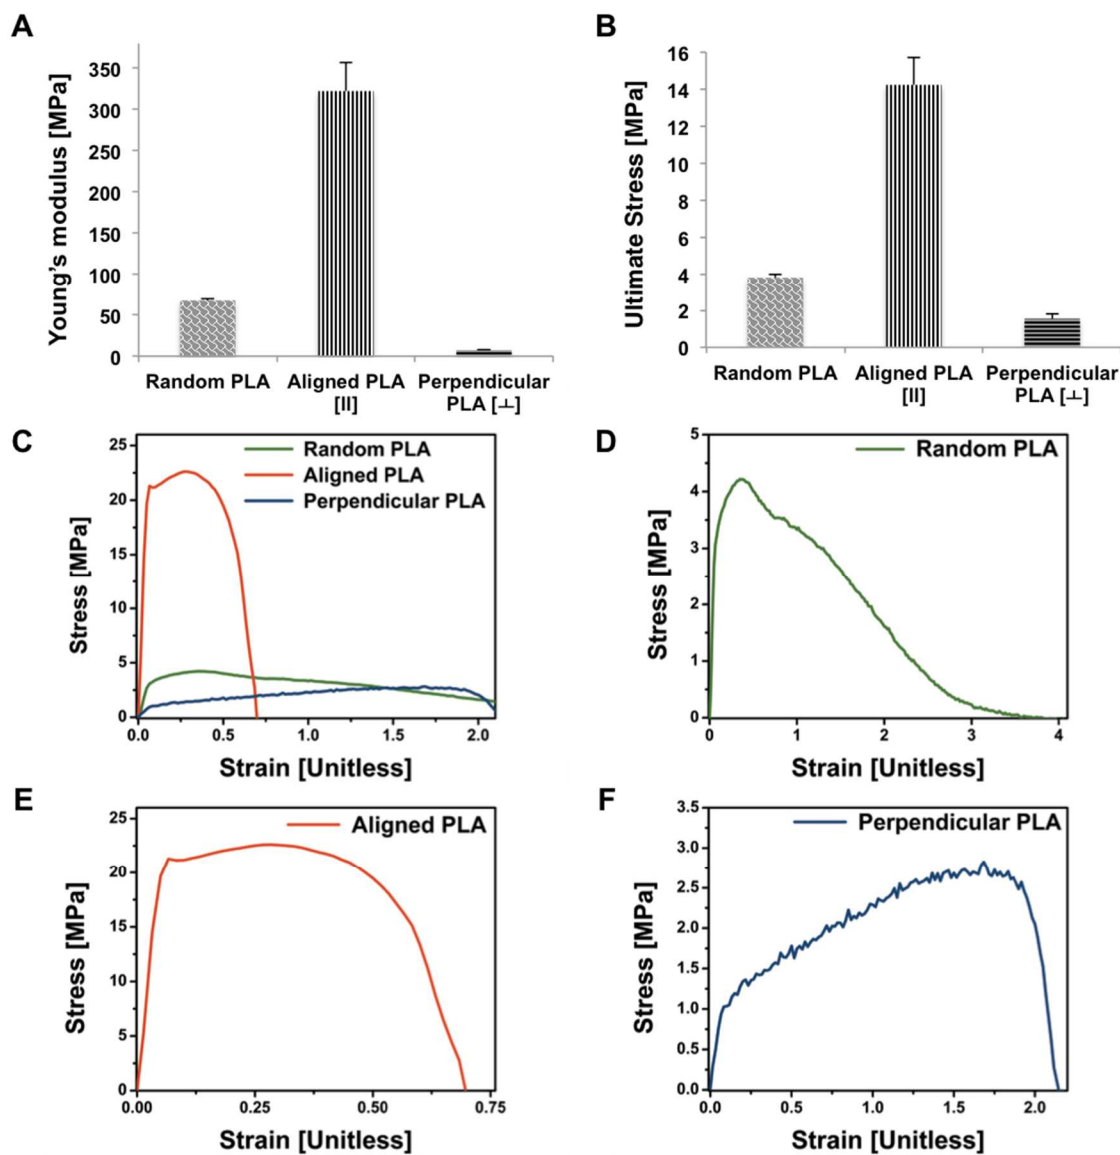 A
Young's modulus [MPa]
350
300
250
200
150
100
50
0
Random PLA
Aligned PLA
[II]
Perpendicular
PLA [⊥]
B
Ultimate Stress [MPa]
16
14
12
10
8
6
4
2
0
Random PLA
Aligned PLA
[II]
Perpendicular
PLA [⊥]
C
Stress [MPa]
25
20
15
10
5
0
Random PLA
Aligned PLA
Perpendicular PLA
0.0 0.5 1.0 1.5 2.0
Strain [Unitless]
D
Stress [MPa]
5
4
3
2
1
0
Random PLA
0 1 2 3 4
Strain [Unitless]
E
Stress [MPa]
25
20
15
10
5
0
Aligned PLA
0.00 0.25 0.50 0.75
Strain [Unitless]
F
Stress [MPa]
3.5
3.0
2.5
2.0
1.5
1.0
0.5
0.0
Perpendicular PLA
0.0 0.5 1.0 1.5 2.0
Strain [Unitless]